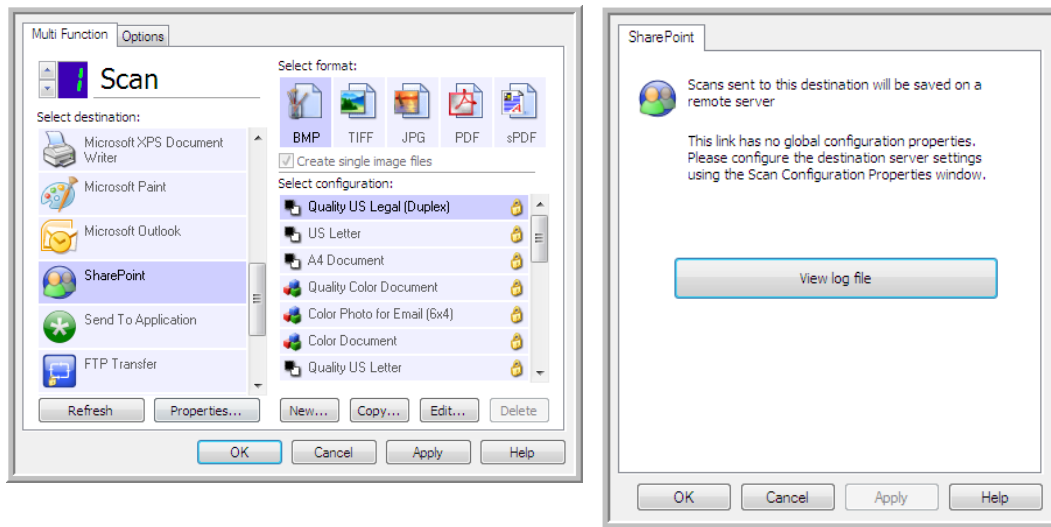 Multi Function
Options
1
Scan
Select destination:
Microsoft XPS Document
Writer
Microsoft Paint
Microsoft Outlook
SharePoint
Send To Application
FTP Transfer
Refresh
Properties...
Select format:
BMP
TIFF
JPG
PDF
sPDF
Create single image files
Select configuration:
Quality US Legal (Duplex)
US Letter
A4 Document
Quality Color Document
Color Photo for Email (6x4)
Color Document
Quality US Letter
New...
Copy...
Edit...
Delete
OK
Cancel
Apply
Help
SharePoint
Scans sent to this destination will be saved on a
remote server
This link has no global configuration properties.
Please configure the destination server settings
using the Scan Configuration Properties window.
View log file
OK
Cancel
Apply
Help